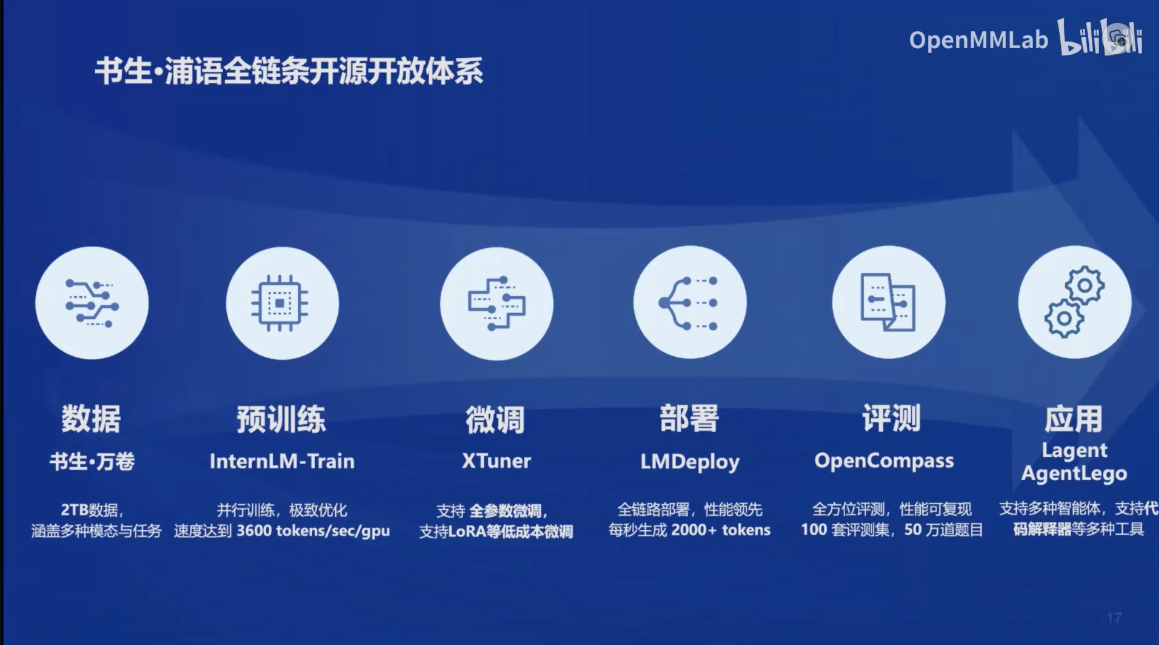 OpenMMLab bilibili
书生·浦语全链条开源开放体系
数据
书生·万卷
2TB数据，
涵盖多种模态与任务
预训练
InternLM-Train
并行训练，极致优化
速度达到 3600 tokens/sec/gpu
微调
XTuner
支持 全参数微调，
支持LoRA等低成本微调
部署
LMDeploy
全链路部署，性能领先
每秒生成 2000+ tokens
评测
OpenCompass
全方位评测，性能可复现
100 套评测集，50 万道题目
应用
Lagent
AgentLego
支持多种智能体，支持代
码解释器等多种工具
17